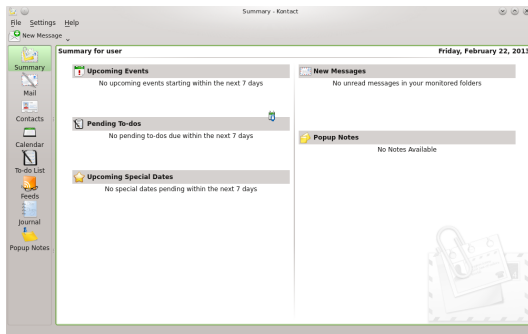 Summary - Kontact
File Settings Help
New Message
Summary
Mail
Contacts
Calendar
To-do List
Feeds
Journal
Popup Notes
Summary for user
Friday, February 22, 2013
Upcoming Events
No upcoming events starting within the next 7 days
Pending To-dos
No pending to-dos due within the next 7 days
Upcoming Special Dates
No special dates pending within the next 7 days
New Messages
No unread messages in your monitored folders
Popup Notes
No Notes Available